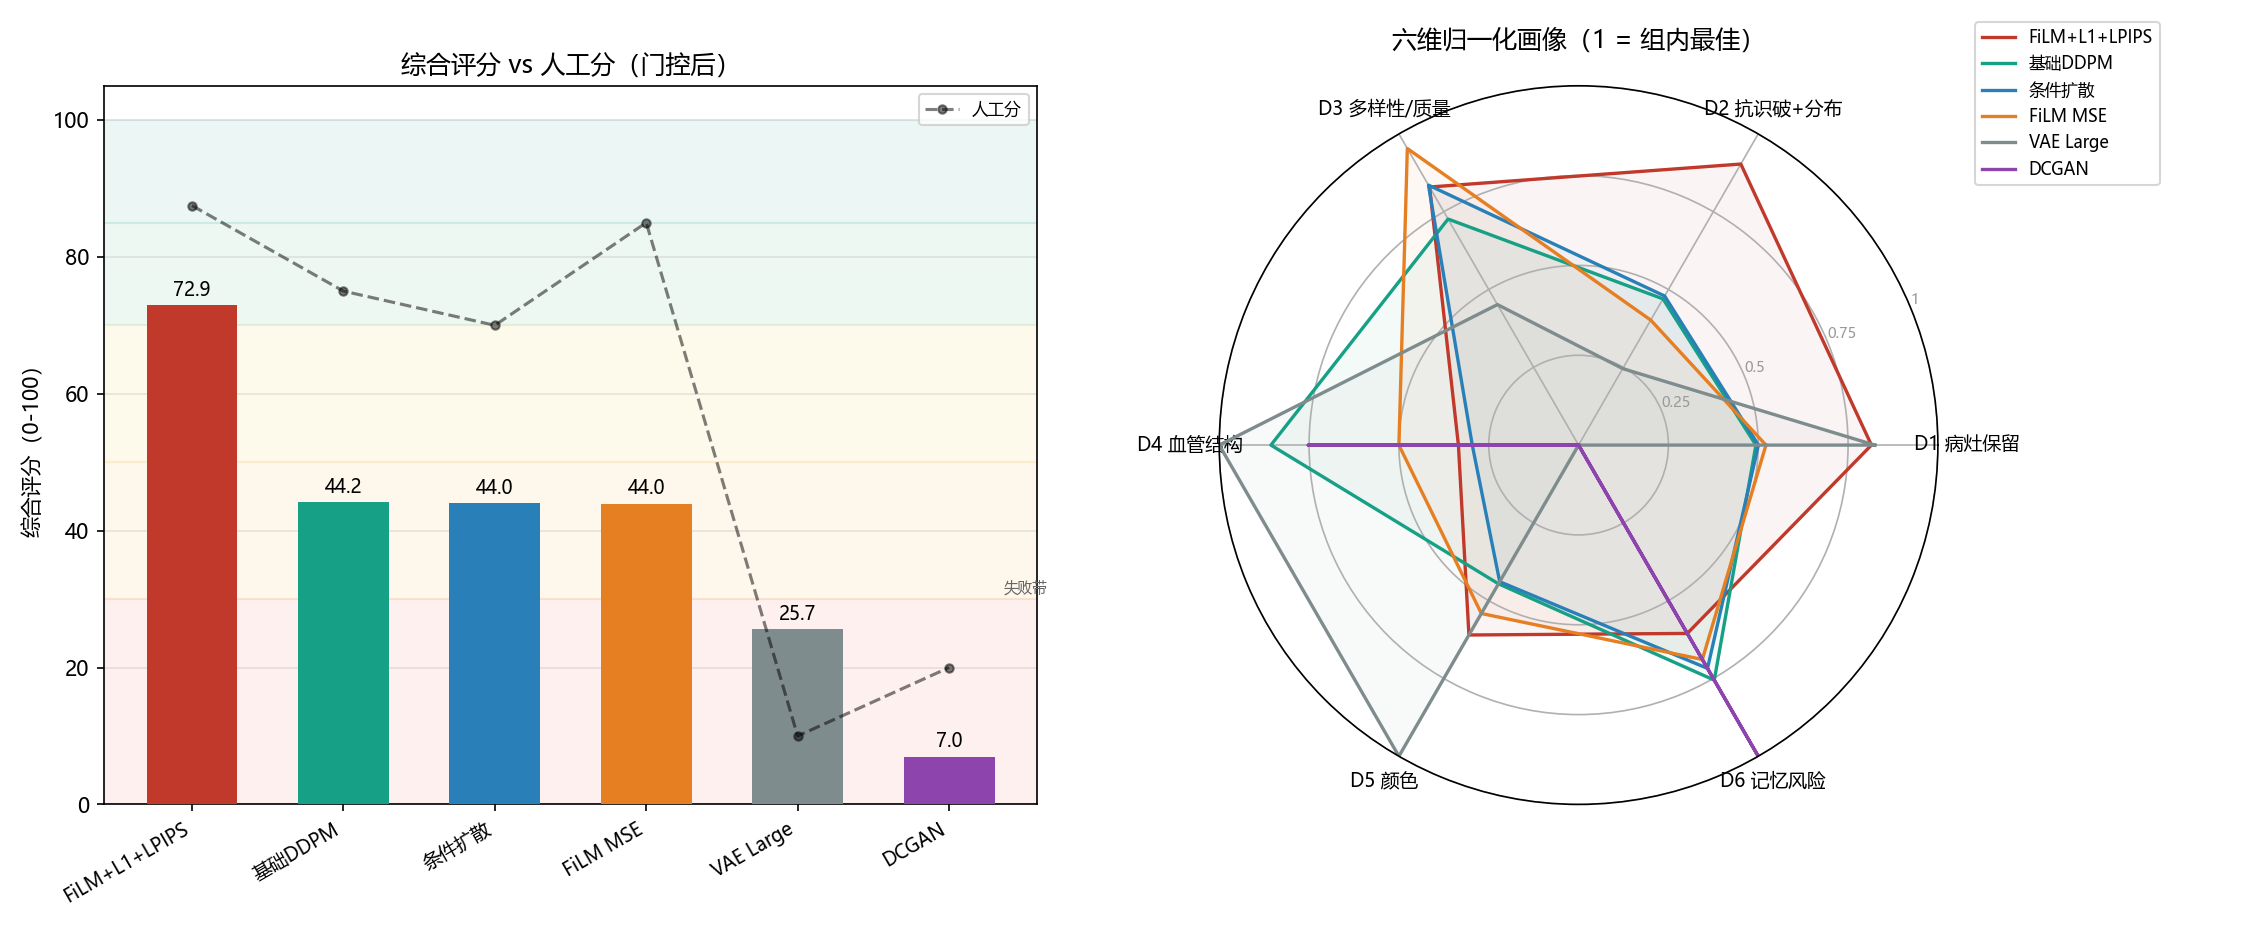 综合评分 vs 人工分（门控后）
人工分
综合评分（0-100）
100
80
60
40
20
0
72.9
44.2
44.0
44.0
25.7
7.0
失败带
FiLM+L1+LPIPS
基础DDPM
条件扩散
FiLM MSE
VAE Large
DCGAN
六维归一化画像（1 = 组内最佳）
FiLM+L1+LPIPS
基础DDPM
条件扩散
FiLM MSE
VAE Large
DCGAN
D3 多样性/质量
D2 抗识破+分布
1
0.75
0.5
0.25
D4 血管结构
D1 病灶保留
D5 颜色
D6 记忆风险